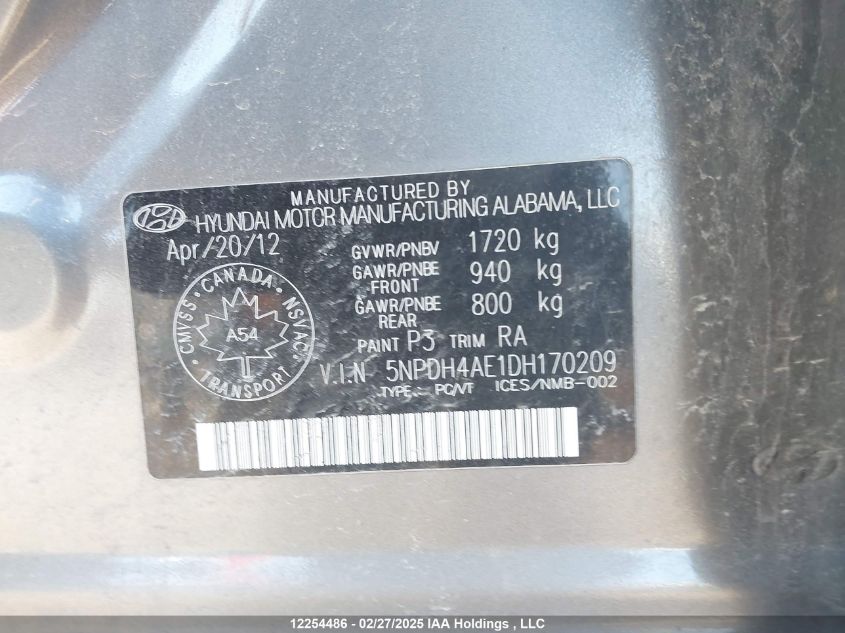 MANUFACTURED BY
HYUNDAI MOTOR MANUFACTURING ALABAMA, LLC
Apr/20/12
GVWR/PNBV 1720 kg
GAWR/PNBE FRONT 940 kg
GAWR/PNBE REAR 800 kg
PAINT P3 TRIM RA
V.I.N 5NPDH4AE1DH170209
TYPE PC/VT ICES/NMB-002
CMVSS • CANADA • NSVAC •
A54
TRANSPORT
12254486 - 02/27/2025 IAA Holdings , LLC